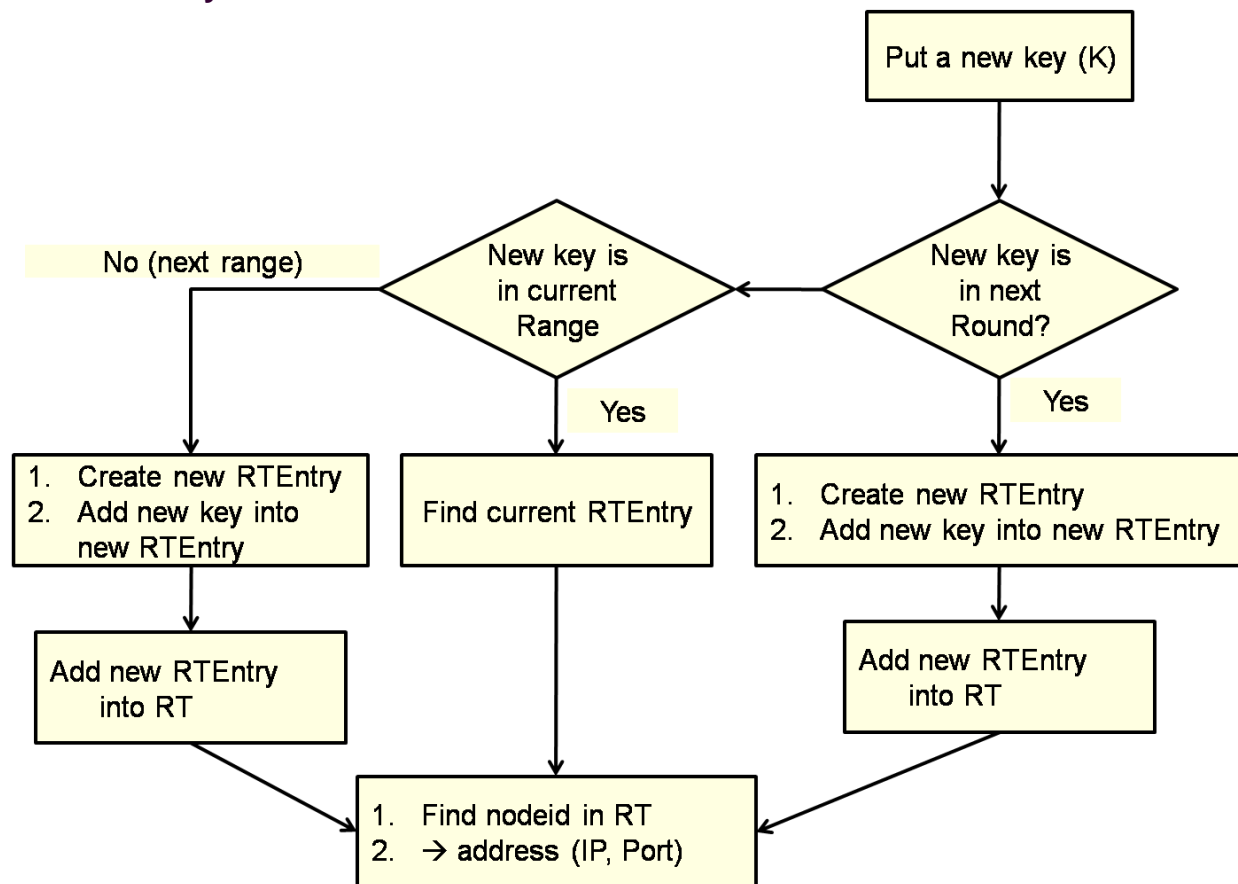 Put a new key (K)
No (next range)
New key is
in current
Range
New key is
in next
Round?
Yes
Yes
1. Create new RTEntry
2. Add new key into
new RTEntry
Find current RTEntry
1. Create new RTEntry
2. Add new key into new RTEntry
Add new RTEntry
into RT
Add new RTEntry
into RT
1. Find nodeid in RT
2. → address (IP, Port)